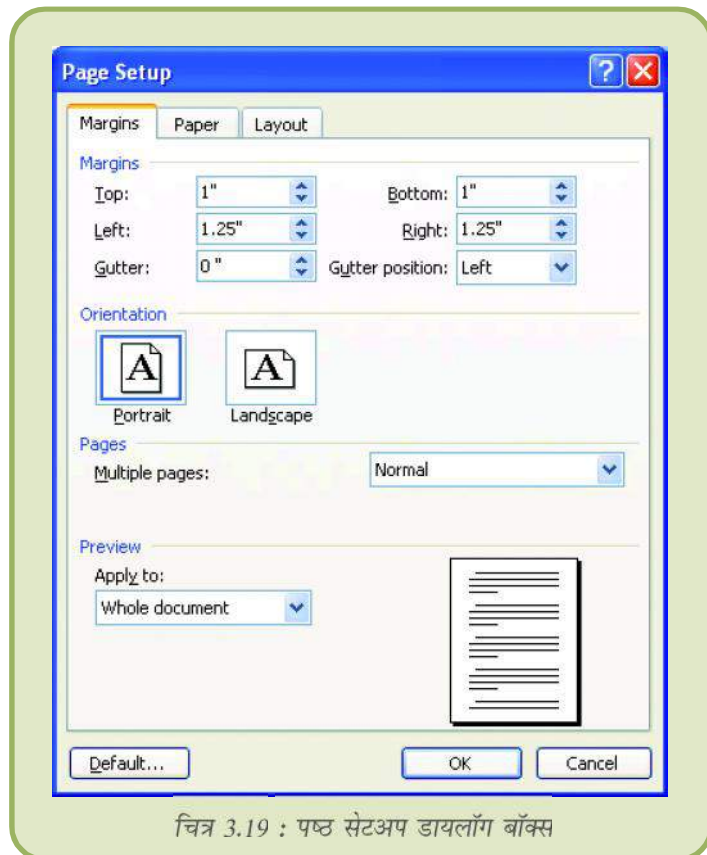 Page Setup
Margins Paper Layout
Margins
Top: 1" Bottom: 1"
Left: 1.25" Right: 1.25"
Gutter: 0 " Gutter position: Left
Orientation
A A
Portrait Landscape
Pages
Multiple pages: Normal
Preview
Apply to:
Whole document
Default... OK Cancel
चित्र 3.19 : पष्ठ सेटअप डायलॉग बॉक्स